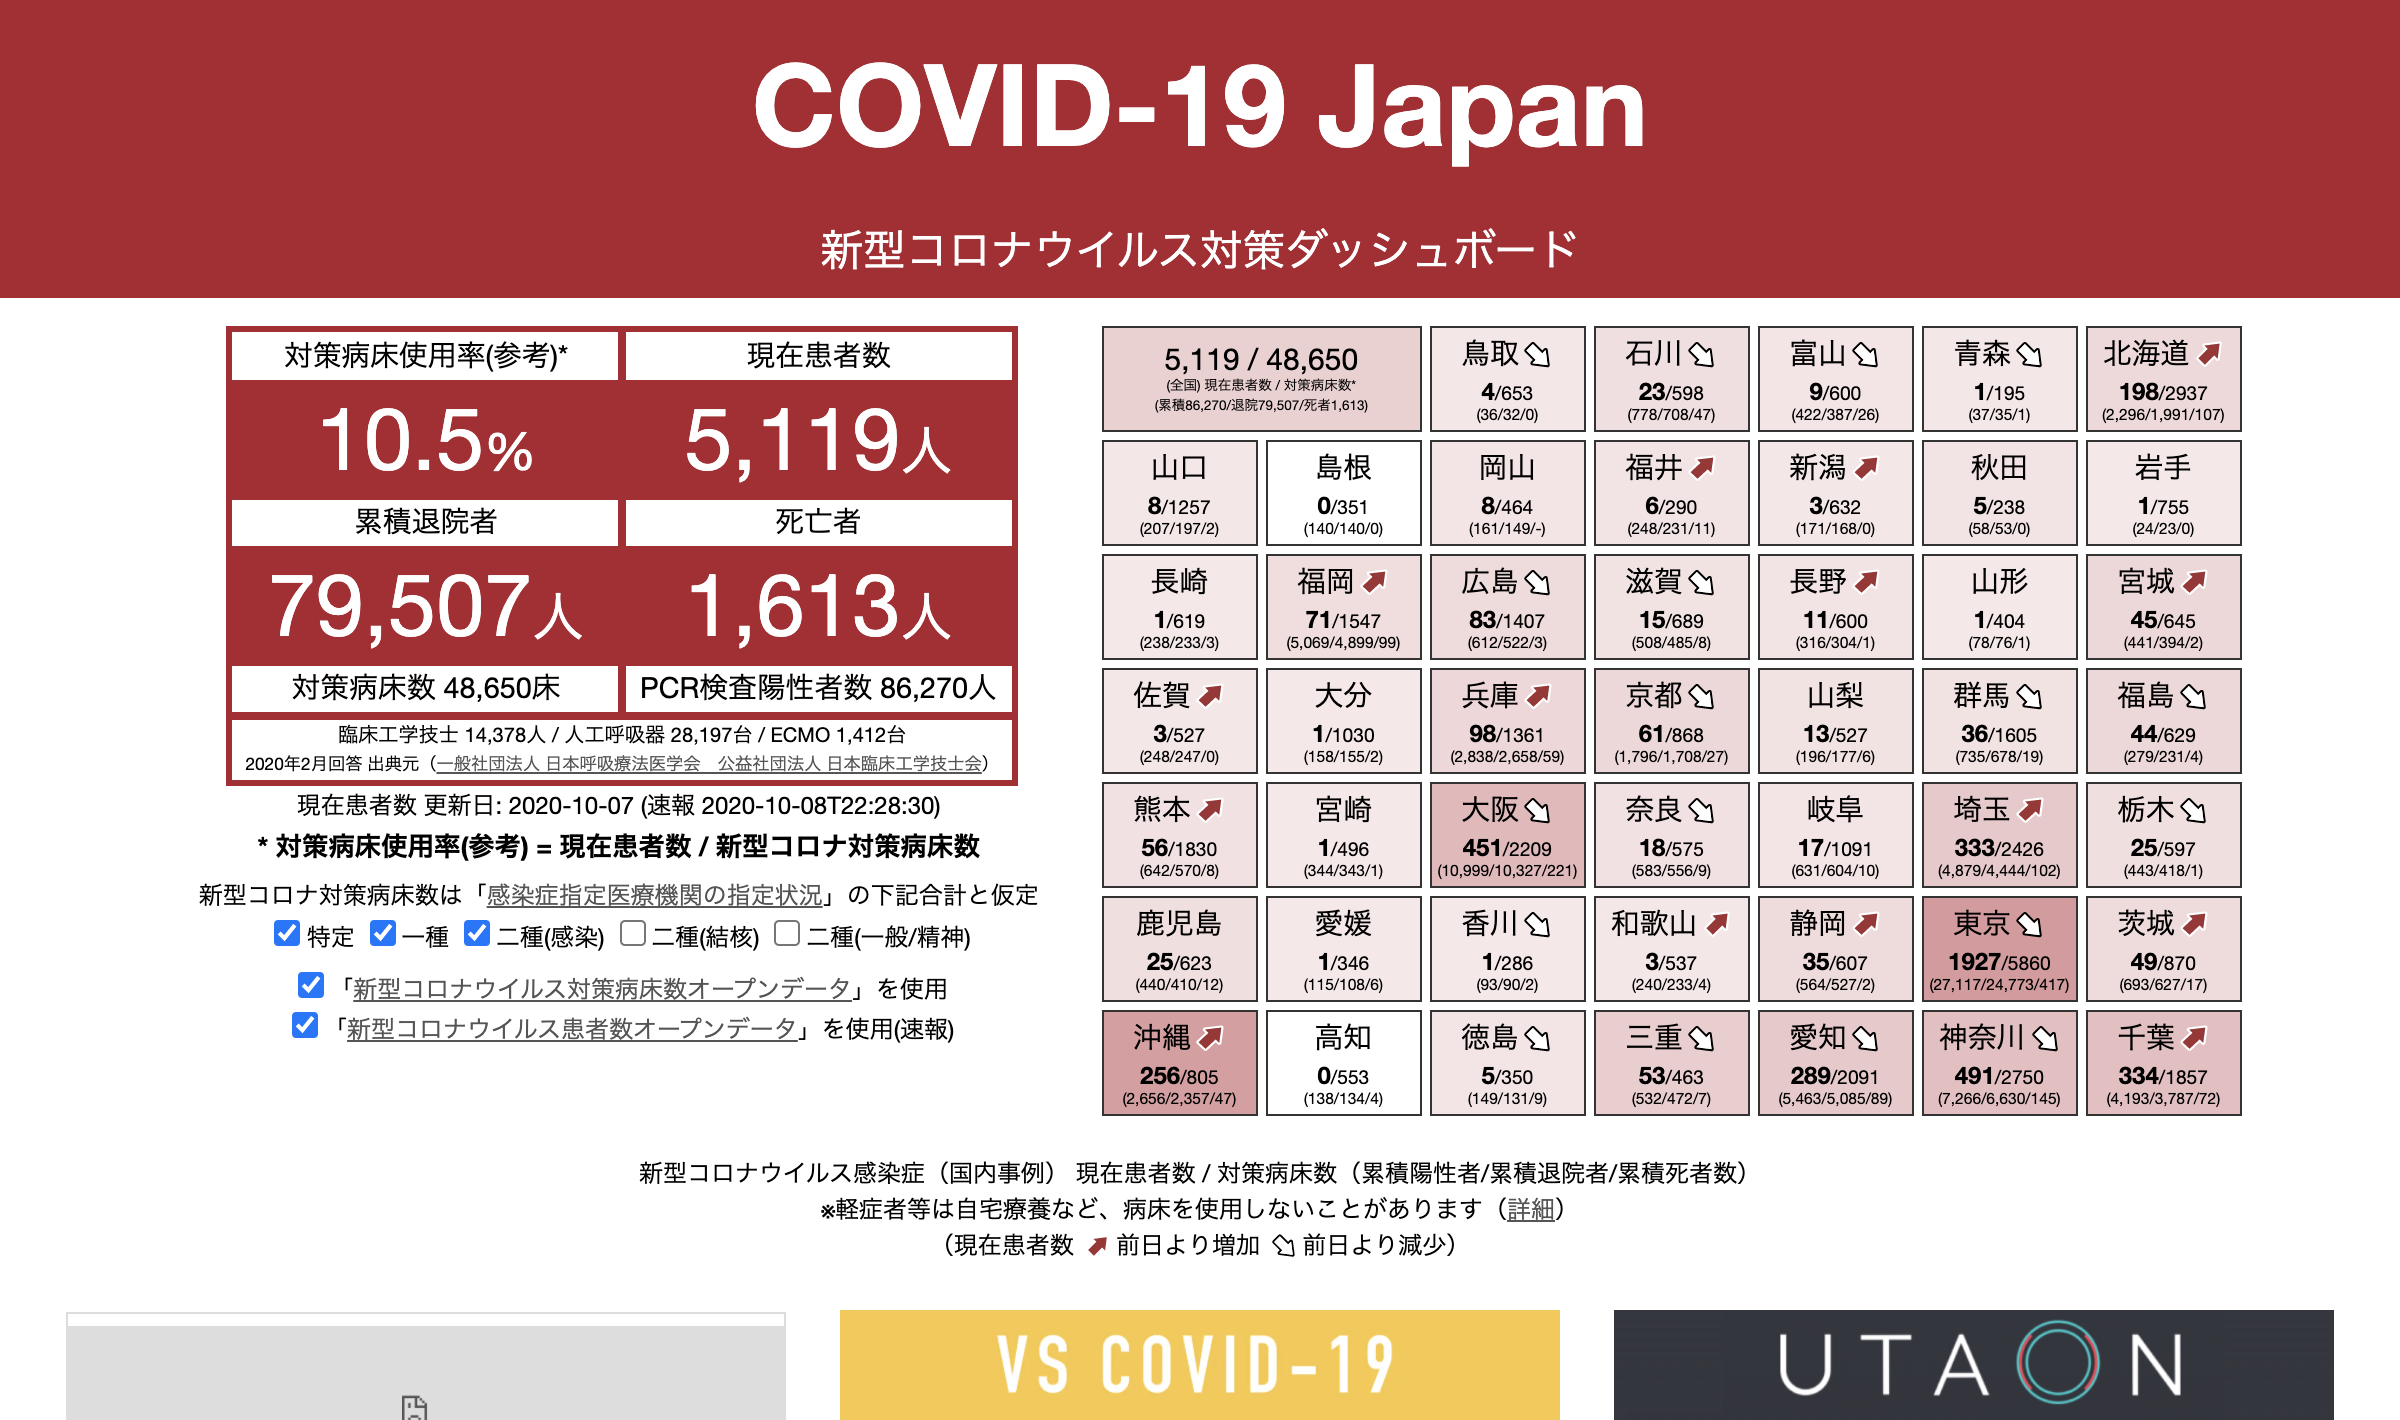 COVID-19 Japan
新型コロナウイルス対策ダッシュボード
対策病床使用率(参考)* 現在患者数
10.5% 5,119人
累積退院者 死亡者
79,507人 1,613人
対策病床数 48,650床 PCR検査陽性者数 86,270人
臨床工学技士 14,378人 / 人工呼吸器 28,197台 / ECMO 1,412台
2020年2月回答 出典元（一般社団法人 日本呼吸療法医学会　公益社団法人 日本臨床工学技士会）
現在患者数 更新日: 2020-10-07 (速報 2020-10-08T22:28:30)
* 対策病床使用率(参考) = 現在患者数 / 新型コロナ対策病床数
新型コロナ対策病床数は「感染症指定医療機関の指定状況」の下記合計と仮定
特定 一種 二種(感染) 二種(結核) 二種(一般/精神)
「新型コロナウイルス対策病床数オープンデータ」を使用
「新型コロナウイルス患者数オープンデータ」を使用(速報)
5,119 / 48,650
(全国) 現在患者数 / 対策病床数*
(累積86,270/退院79,507/死者1,613)
鳥取
4/653
(36/32/0)
石川
23/598
(778/708/47)
富山
9/600
(422/387/26)
青森
1/195
(37/35/1)
北海道
198/2937
(2,296/1,991/107)
山口
8/1257
(207/197/2)
島根
0/351
(140/140/0)
岡山
8/464
(161/149/-)
福井
6/290
(248/231/11)
新潟
3/632
(171/168/0)
秋田
5/238
(58/53/0)
岩手
1/755
(24/23/0)
長崎
1/619
(238/233/3)
福岡
71/1547
(5,069/4,899/99)
広島
83/1407
(612/522/3)
滋賀
15/689
(508/485/8)
長野
11/600
(316/304/1)
山形
1/404
(78/76/1)
宮城
45/645
(441/394/2)
佐賀
3/527
(248/247/0)
大分
1/1030
(158/155/2)
兵庫
98/1361
(2,838/2,658/59)
京都
61/868
(1,796/1,708/27)
山梨
13/527
(196/177/6)
群馬
36/1605
(735/678/19)
福島
44/629
(279/231/4)
熊本
56/1830
(642/570/8)
宮崎
1/496
(344/343/1)
大阪
451/2209
(10,999/10,327/221)
奈良
18/575
(583/556/9)
岐阜
17/1091
(631/604/10)
埼玉
333/2426
(4,879/4,444/102)
栃木
25/597
(443/418/1)
鹿児島
25/623
(440/410/12)
愛媛
1/346
(115/108/6)
香川
1/286
(93/90/2)
和歌山
3/537
(240/233/4)
静岡
35/607
(564/527/2)
東京
1927/5860
(27,117/24,773/417)
茨城
49/870
(693/627/17)
沖縄
256/805
(2,656/2,357/47)
高知
0/553
(138/134/4)
徳島
5/350
(149/131/9)
三重
53/463
(532/472/7)
愛知
289/2091
(5,463/5,085/89)
神奈川
491/2750
(7,266/6,630/145)
千葉
334/1857
(4,193/3,787/72)
新型コロナウイルス感染症（国内事例） 現在患者数 / 対策病床数（累積陽性者/累積退院者/累積死者数）
※軽症者等は自宅療養など、病床を使用しないことがあります（詳細）
（現在患者数 前日より増加 前日より減少）
VS COVID-19
UTAON